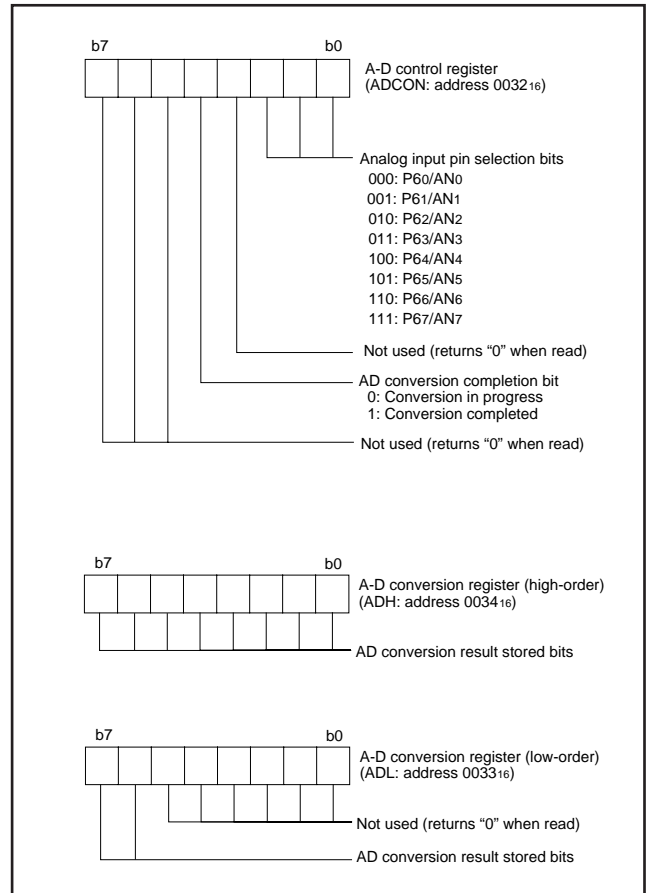 b7 b0
A-D control register
(ADCON: address 0032₁₆)
Analog input pin selection bits
000: P6₀/AN₀
001: P6₁/AN₁
010: P6₂/AN₂
011: P6₃/AN₃
100: P6₄/AN₄
101: P6₅/AN₅
110: P6₆/AN₆
111: P6₇/AN₇
Not used (returns “0” when read)
AD conversion completion bit
0: Conversion in progress
1: Conversion completed
Not used (returns “0” when read)
b7 b0
A-D conversion register (high-order)
(ADH: address 0034₁₆)
AD conversion result stored bits
b7 b0
A-D conversion register (low-order)
(ADL: address 0033₁₆)
Not used (returns “0” when read)
AD conversion result stored bits